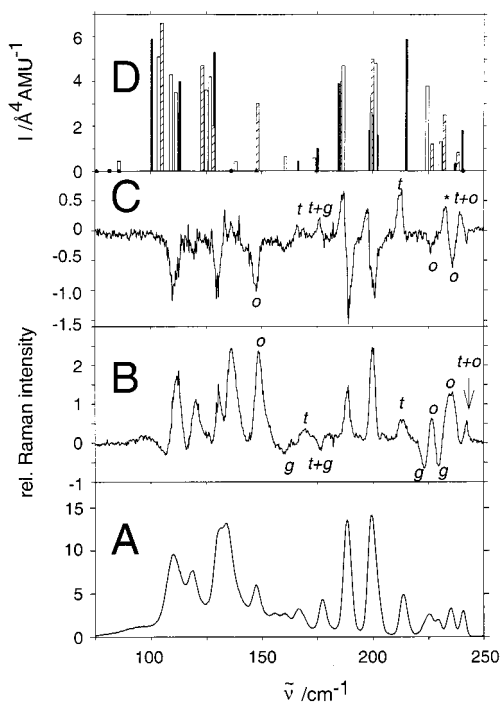 I /Å⁴AMU⁻¹
6
4
2
0
D
0.5
0.0
-0.5
-1.0
-1.5
C
o
t
t+g
t
*
t+o
o
o
rel. Raman intensity
2
1
0
-1
B
o
t
g
t+g
t
o
o
t+o
g
g
15
10
5
0
A
100
150
200
250
ν̃ /cm⁻¹